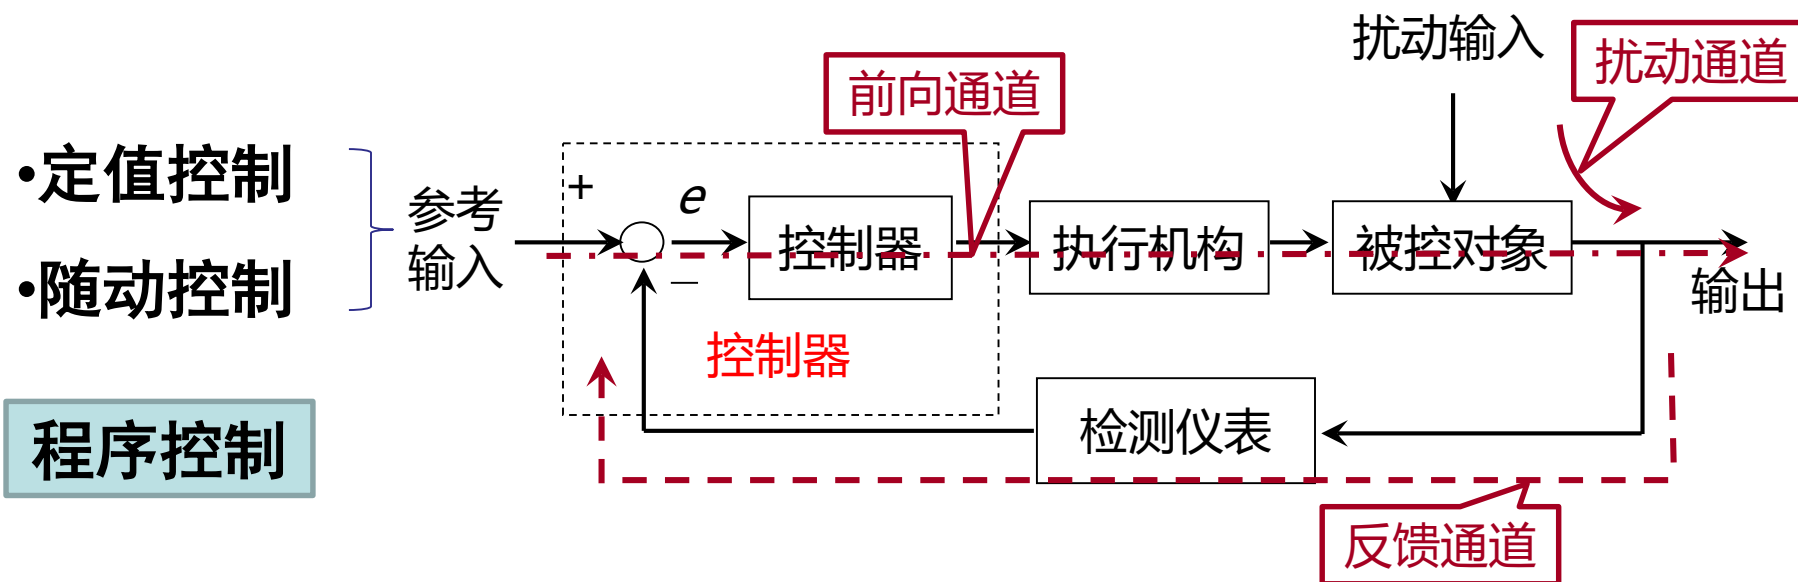 扰动输入
扰动通道
前向通道
•定值控制
+
e
参考
输入
控制器
执行机构
被控对象
•随动控制
－
输出
控制器
程序控制
检测仪表
反馈通道